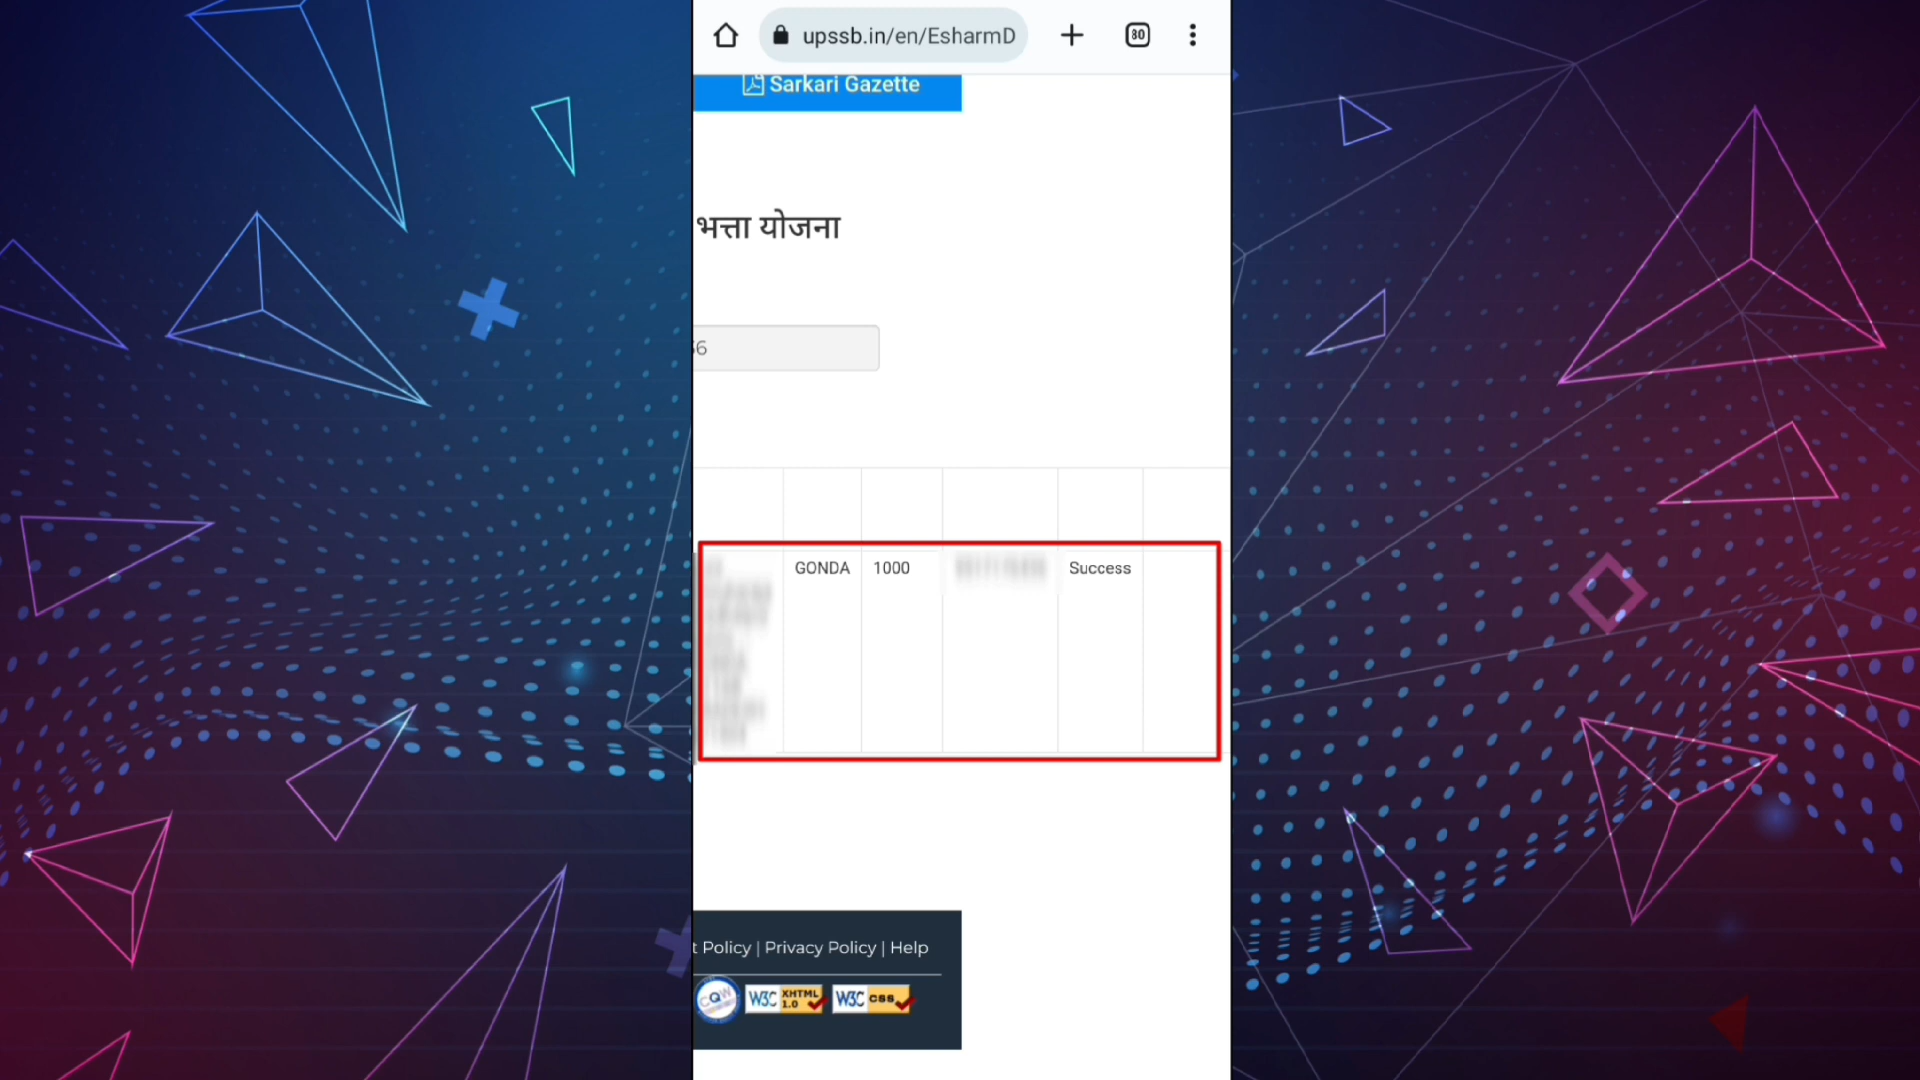 upssb.in/en/EsharmD
80
Sarkari Gazette
भत्ता योजना
6
GONDA 1000 Success
t Policy | Privacy Policy | Help
CQW W3C XHTML 1.0 W3C CSS